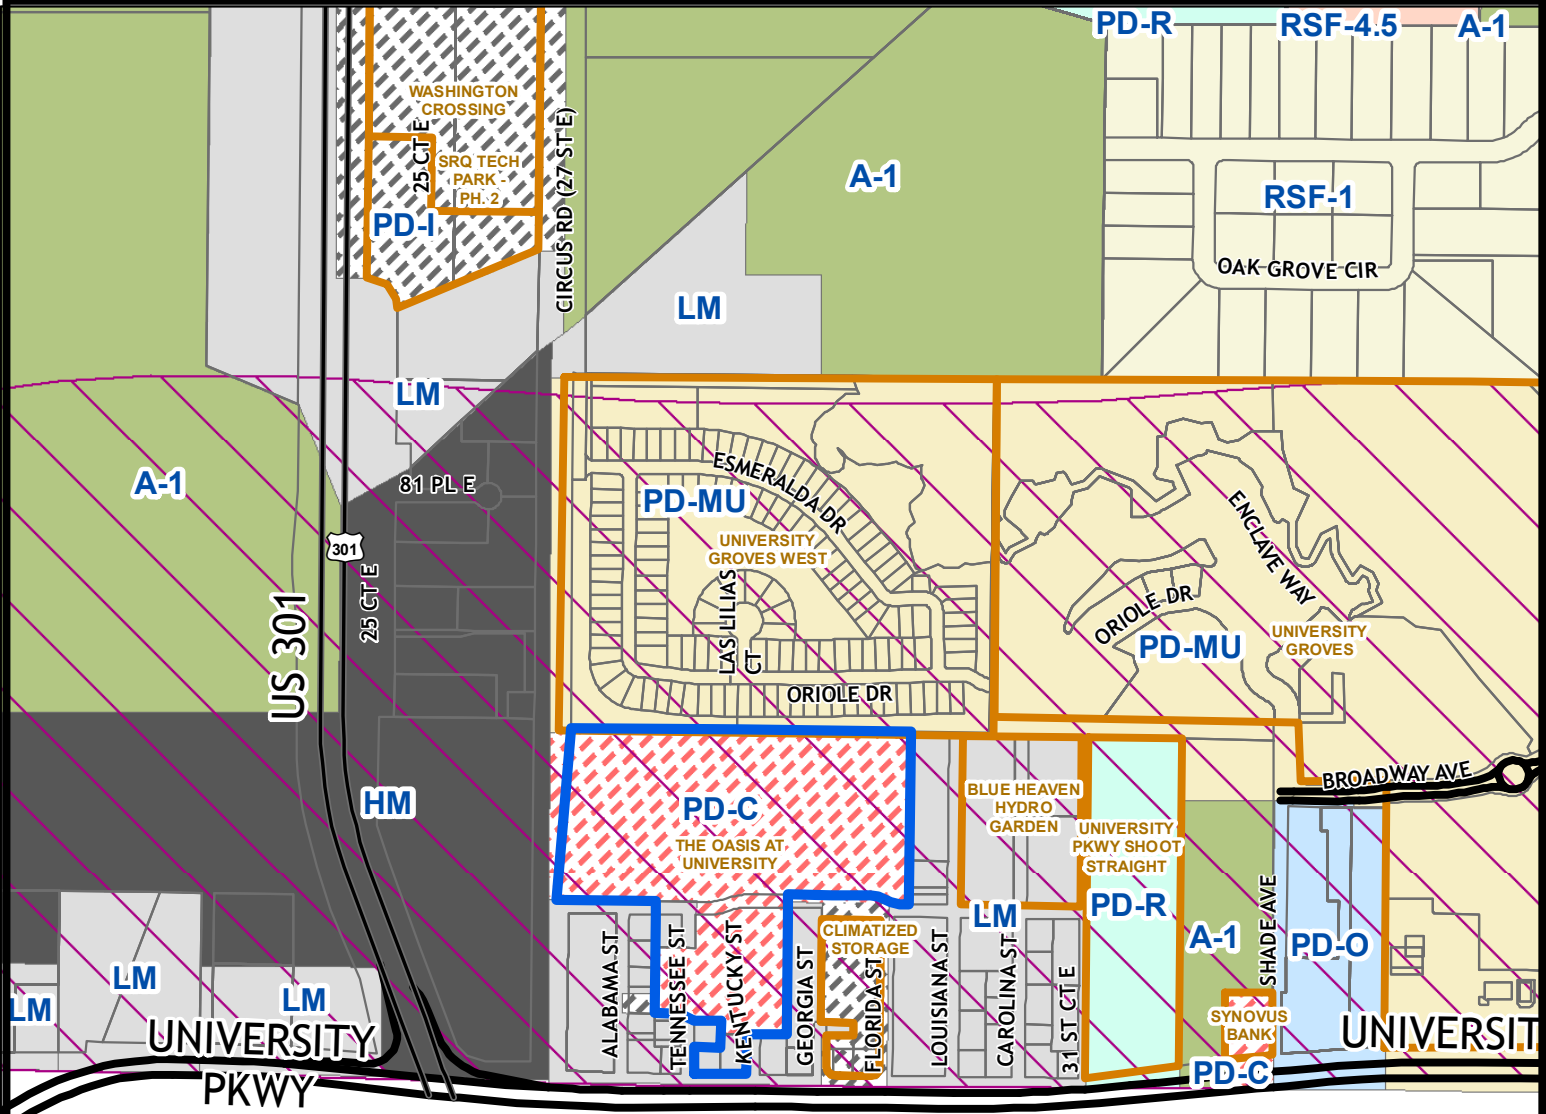 PD-R
RSF-4.5
A-1
WASHINGTON
CROSSING
25 CT E
SRQ TECH
PARK -
PH. 2
PD-I
CIRCUS RD (27 ST E)
A-1
RSF-1
OAK GROVE CIR
LM
LM
A-1
81 PL E
301
25 CT E
US 301
ESMERALDA DR
PD-MU
UNIVERSITY
GROVES WEST
LAS LILIAS
CT
ORIOLE DR
ENCLAVE WAY
ORIOLE DR
PD-MU
UNIVERSITY
GROVES
BROADWAY AVE
HM
PD-C
THE OASIS AT
UNIVERSITY
BLUE HEAVEN
HYDRO
GARDEN
UNIVERSITY
PKWY SHOOT
STRAIGHT
PD-R
LM
A-1
SHADE AVE
PD-O
CLIMATIZED
STORAGE
ALABAMA ST
TENNESSEE ST
KENTUCKY ST
GEORGIA ST
FLORIDA ST
LOUISIANA ST
CAROLINA ST
31 ST CT E
LM
LM
LM
SYNOVUS
BANK
PD-C
UNIVERSITY
PKWY
UNIVERSIT